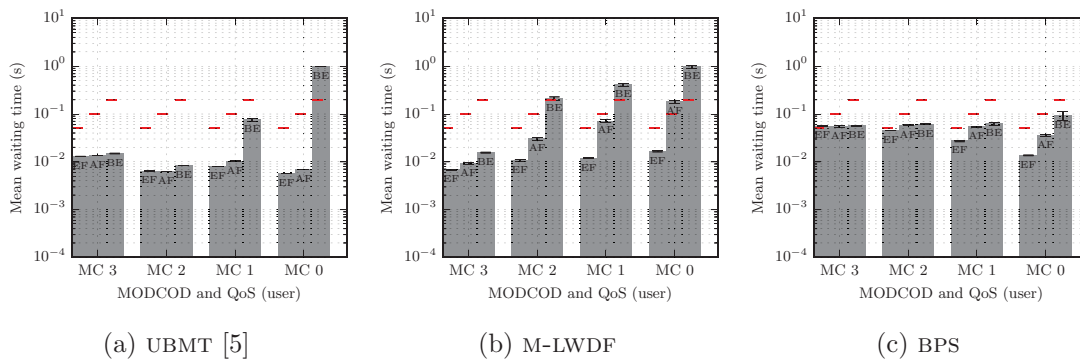 Mean waiting time (s)
10^0
10^{-1}
10^{-2}
10^{-3}
10^{-4}
EF AF BE
EF AF BE
EF AF BE
EF AF BE
MC 3 MC 2 MC 1 MC 0
MODCOD and QoS (user)
(a) UBMT [5]
Mean waiting time (s)
10^0
10^{-1}
10^{-2}
10^{-3}
10^{-4}
EF AF BE
EF AF BE
EF AF BE
EF AF BE
MC 3 MC 2 MC 1 MC 0
MODCOD and QoS (user)
(b) M-LWDF
Mean waiting time (s)
10^0
10^{-1}
10^{-2}
10^{-3}
10^{-4}
EF AF BE
EF AF BE
EF AF BE
EF AF BE
MC 3 MC 2 MC 1 MC 0
MODCOD and QoS (user)
(c) BPS